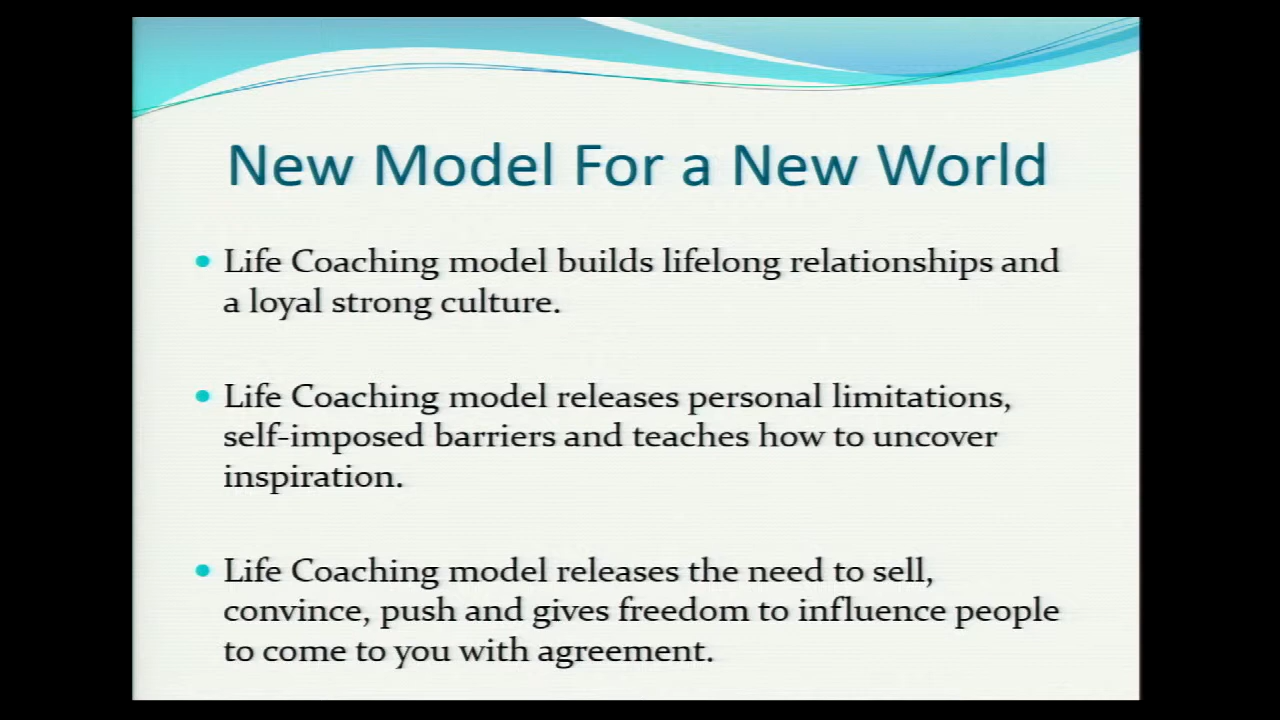 New Model For a New World
• Life Coaching model builds lifelong relationships and
a loyal strong culture.
• Life Coaching model releases personal limitations,
self-imposed barriers and teaches how to uncover
inspiration.
• Life Coaching model releases the need to sell,
convince, push and gives freedom to influence people
to come to you with agreement.